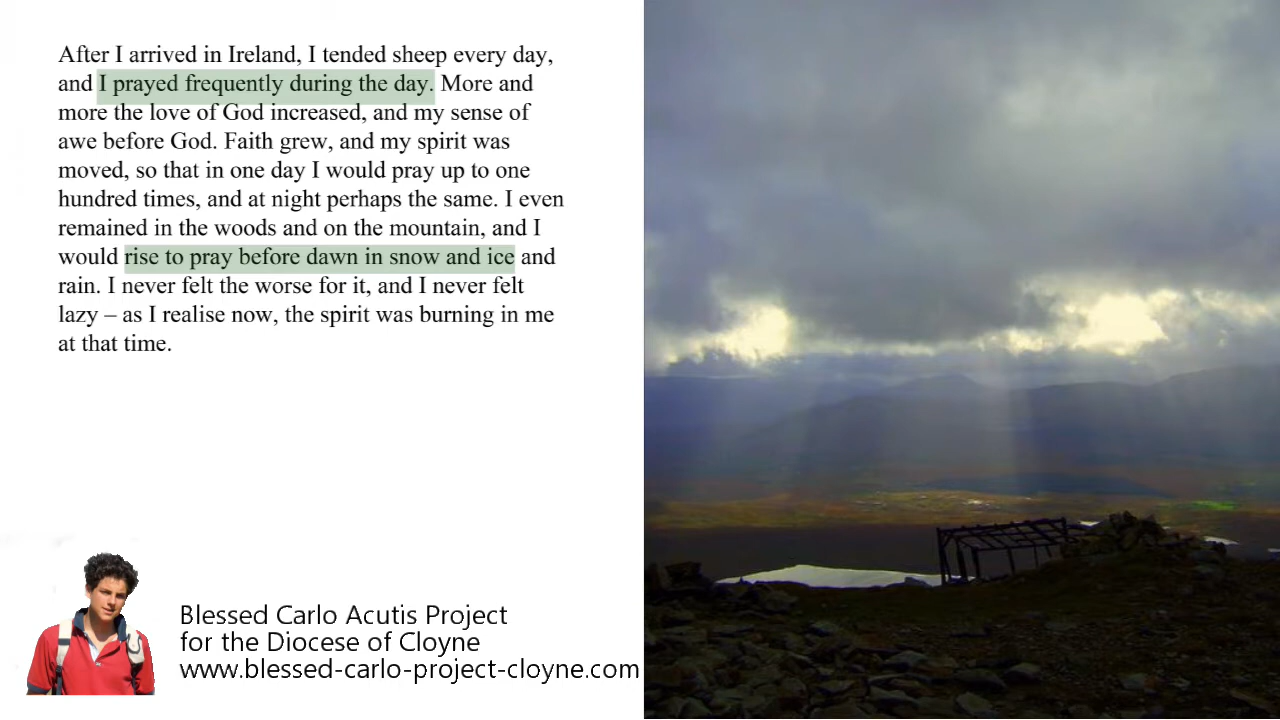 After I arrived in Ireland, I tended sheep every day,
and I prayed frequently during the day. More and
more the love of God increased, and my sense of
awe before God. Faith grew, and my spirit was
moved, so that in one day I would pray up to one
hundred times, and at night perhaps the same. I even
remained in the woods and on the mountain, and I
would rise to pray before dawn in snow and ice and
rain. I never felt the worse for it, and I never felt
lazy – as I realise now, the spirit was burning in me
at that time.
Blessed Carlo Acutis Project
for the Diocese of Cloyne
www.blessed-carlo-project-cloyne.com